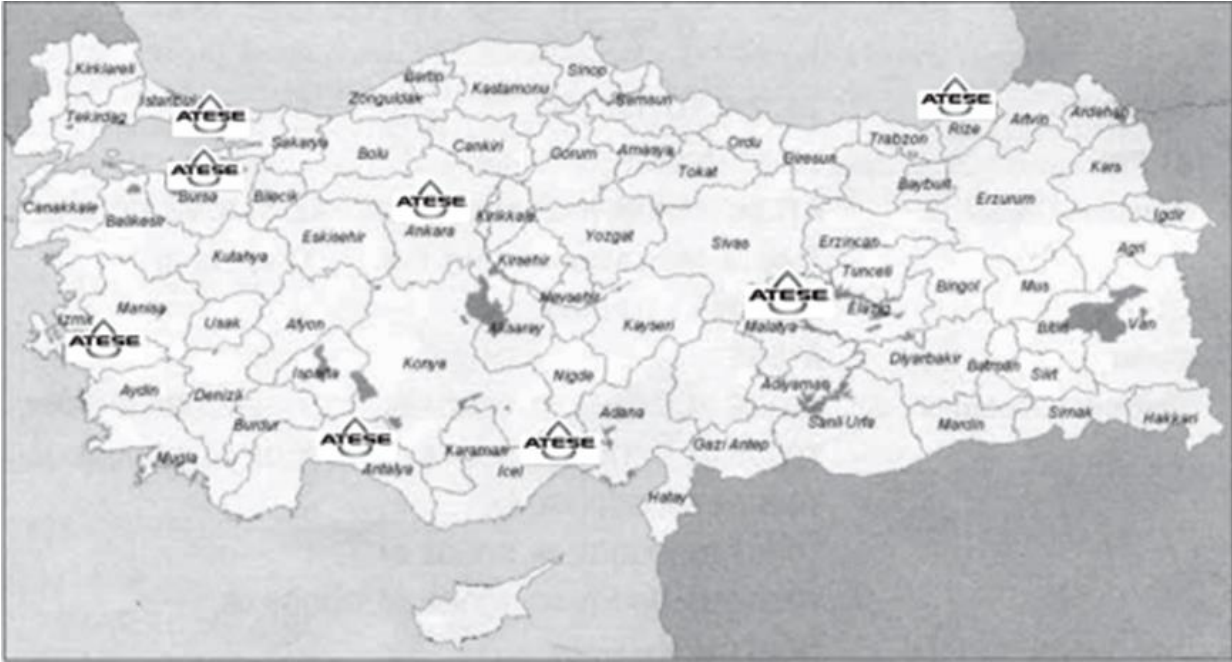 Kirklareli
Tekirdag
Istanbul
ATESE
Zonguldak
Bartin
Kastamonu
Sinop
Samsun
ATESE
Rize
Artvin
Ardehan
Trabzon
Kars
Sakarya
Bolu
Cankiri
Gorum
Amasya
Tokat
Ordu
Giresun
Baybuit
Erzurum
Igdir
Canakkale
Balikesir
ATESE
Bursa
Bilecik
Eskisehir
ATESE
Ankara
Kirikkale
Yozgat
Sivas
Erzincan
Agri
Kutahya
Kirsehir
Tunceli
Bingol
Mus
Manisa
Izmir
Usak
Afyon
Aksaray
Nevsehir
Kayseri
ATESE
Malatya
Elazig
Bitlis
Van
ATESE
Konya
Diyarbakir
Batman
Siirt
Aydin
Denizli
Isparta
Nigde
Adiyaman
Burdur
Adana
Sanli Urfa
Mardin
Sirnak
Hakkari
Mugla
ATESE
Antalya
Karaman
ATESE
Icel
Gazi Antep
Hatay